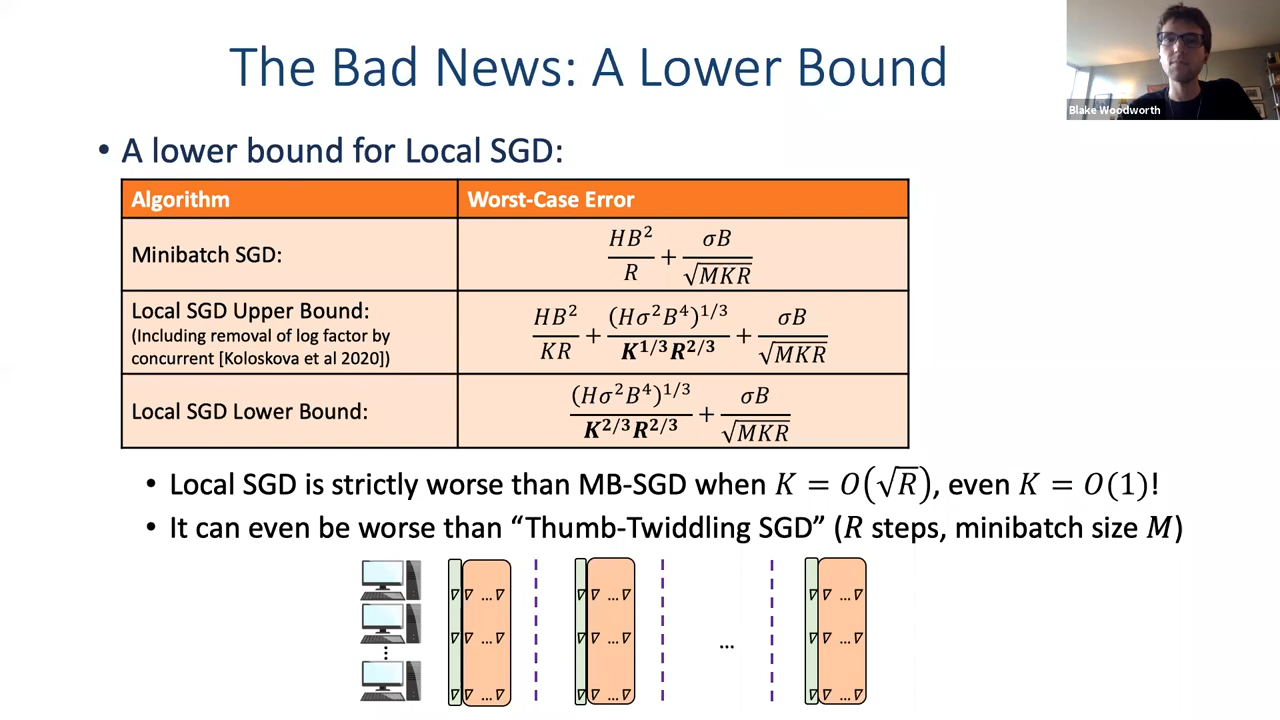 The Bad News: A Lower Bound
Blake Woodworth
• A lower bound for Local SGD:
Algorithm
Worst-Case Error
Minibatch SGD:
HB²/R + σB/√MKR
Local SGD Upper Bound:
(Including removal of log factor by
concurrent [Koloskova et al 2020])
HB²/KR + (Hσ²B⁴)^1/3 / K^1/3 R^2/3 + σB/√MKR
Local SGD Lower Bound:
(Hσ²B⁴)^1/3 / K^2/3 R^2/3 + σB/√MKR
• Local SGD is strictly worse than MB-SGD when K = O(√R), even K = O(1)!
• It can even be worse than “Thumb-Twiddling SGD” (R steps, minibatch size M)
∇ ∇ ...∇ ∇ ∇ ...∇ ∇ ∇ ...∇
∇ ∇ ...∇ ∇ ∇ ...∇ ∇ ∇ ...∇
...
∇ ...∇ ∇ ...∇ ∇ ...∇